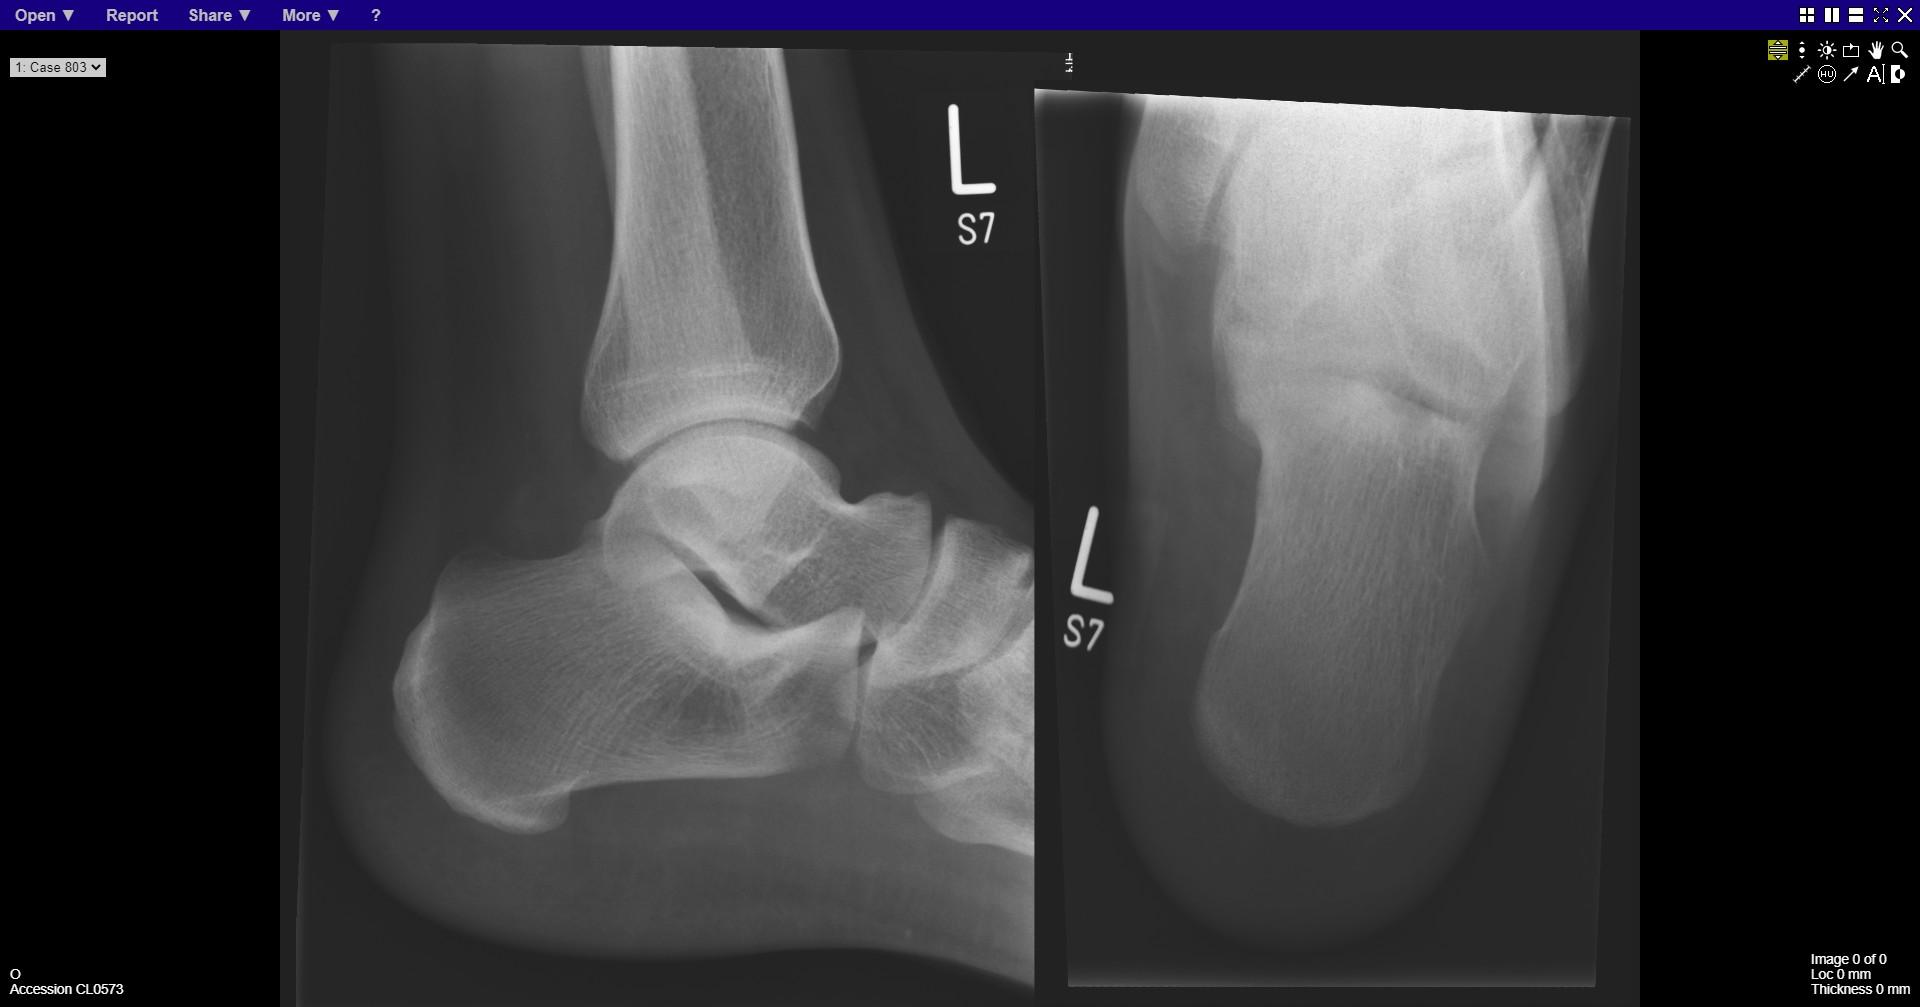 Open ▼ Report Share ▼ More ▼ ?
1: Case 803
HU
A
L
S7
L
S7
O
Accession CL0573
Image 0 of 0
Loc 0 mm
Thickness 0 mm